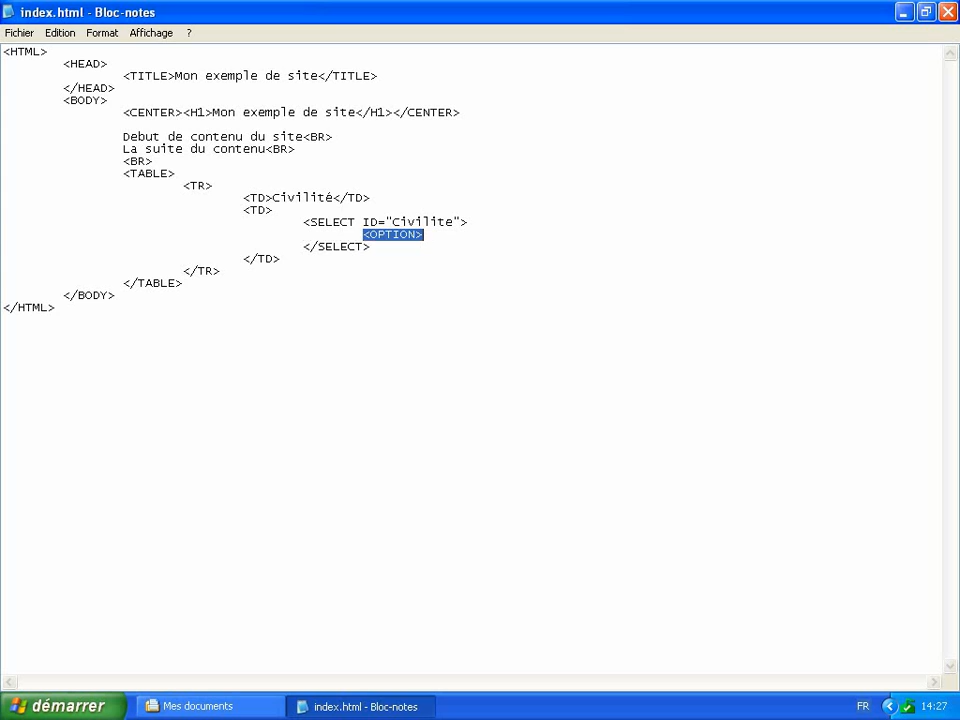 index.html - Bloc-notes
Fichier Edition Format Affichage ?
<HTML>
<HEAD>
<TITLE>Mon exemple de site</TITLE>
</HEAD>
<BODY>
<CENTER><H1>Mon exemple de site</H1></CENTER>
Debut de contenu du site<BR>
La suite du contenu<BR>
<BR>
<TABLE>
<TR>
<TD>Civilité</TD>
<TD>
<SELECT ID="Civilite">
<OPTION>
</SELECT>
</TD>
</TR>
</TABLE>
</BODY>
</HTML>
démarrer Mes documents index.html - Bloc-notes FR 14:27